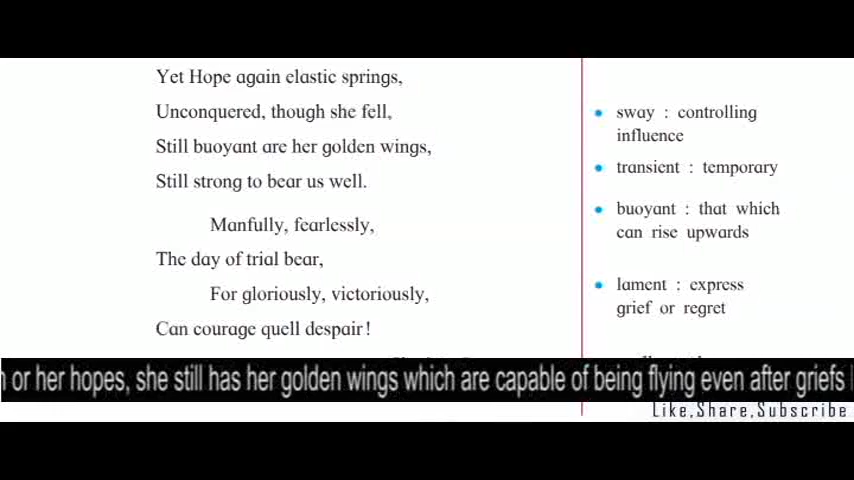 Yet Hope again elastic springs,
Unconquered, though she fell,
Still buoyant are her golden wings,
Still strong to bear us well.
Manfully, fearlessly,
The day of trial bear,
For gloriously, victoriously,
Can courage quell despair!
sway : controlling
influence
transient : temporary
buoyant : that which
can rise upwards
lament : express
grief or regret
or her hopes, she still has her golden wings which are capable of being flying even after griefs
Like,Share,Subscribe